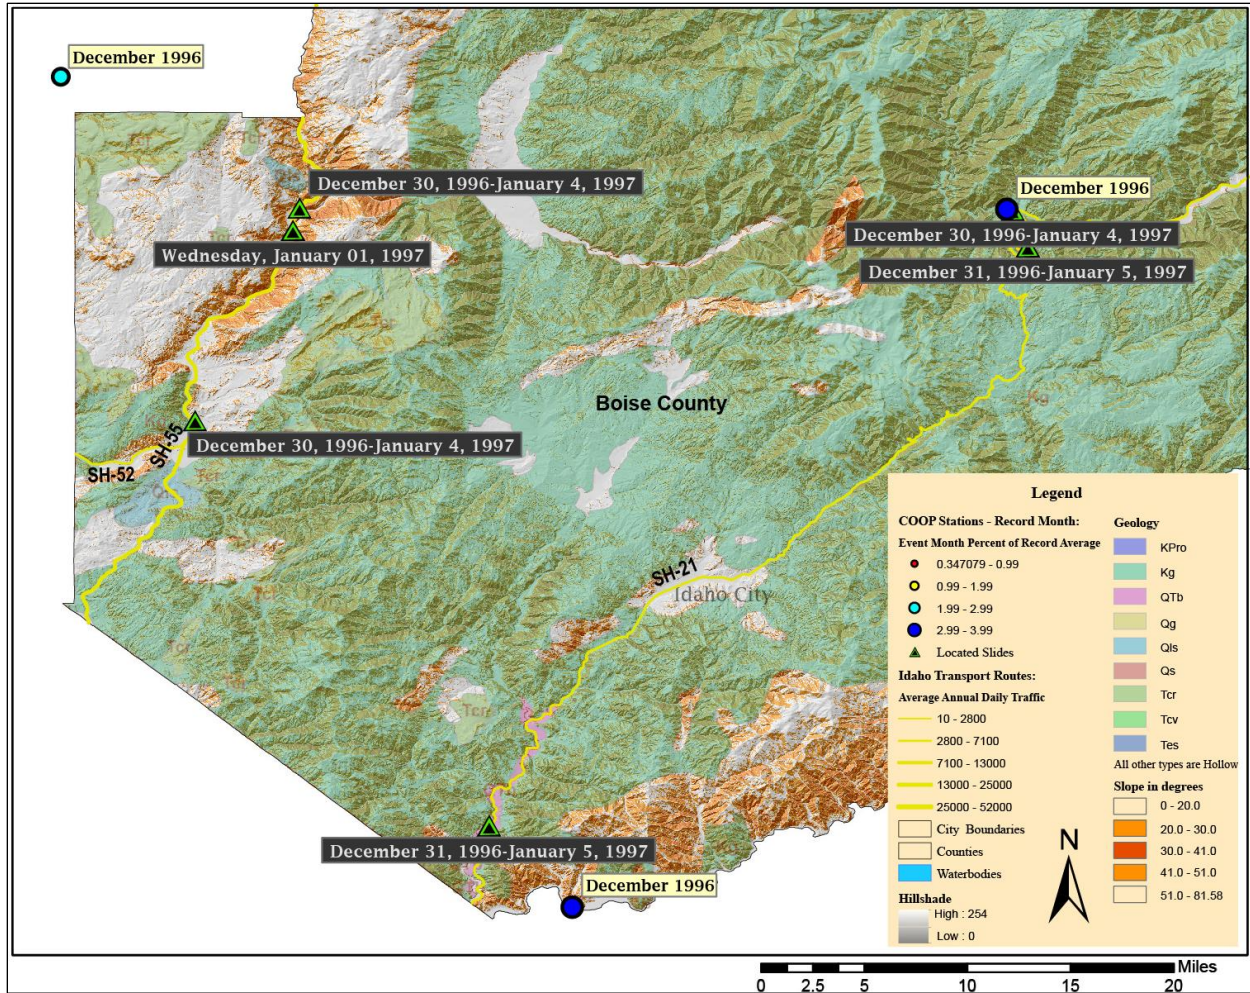 December 1996
December 30, 1996-January 4, 1997
Wednesday, January 01, 1997
December 1996
December 30, 1996-January 4, 1997
December 31, 1996-January 5, 1997
Boise County
Kg
December 30, 1996-January 4, 1997
SH-55
SH-52
SH-21
Idaho City
Tcr
December 31, 1996-January 5, 1997
December 1996
Legend
COOP Stations - Record Month:
Event Month Percent of Record Average
0.347079 - 0.99
0.99 - 1.99
1.99 - 2.99
2.99 - 3.99
Located Slides
Idaho Transport Routes:
Average Annual Daily Traffic
10 - 2800
2800 - 7100
7100 - 13000
13000 - 25000
25000 - 52000
City Boundaries
Counties
Waterbodies
Hillshade
High : 254
Low : 0
Geology
KPro
Kg
QTb
Qg
Qls
Qs
Tcr
Tcv
Tes
All other types are Hollow
Slope in degrees
0 - 20.0
20.0 - 30.0
30.0 - 41.0
41.0 - 51.0
51.0 - 81.58
N
Miles
0 2.5 5 10 15 20